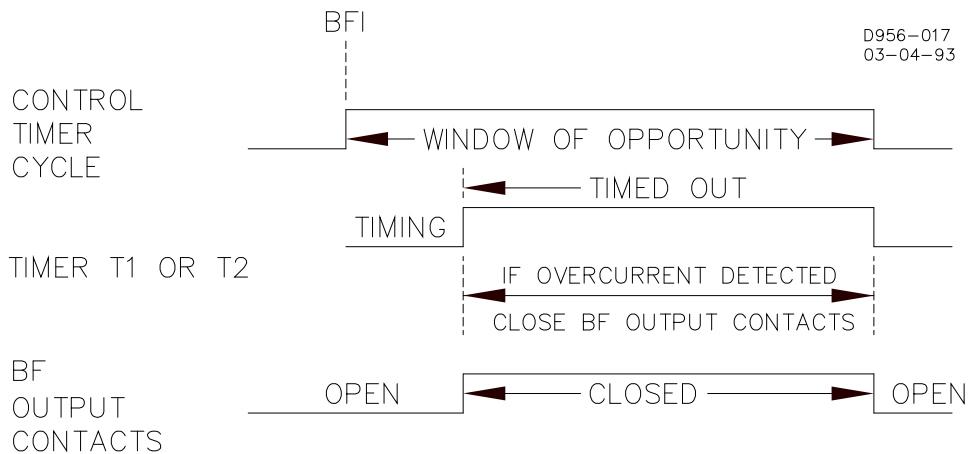 BFI
D956-017
03-04-93
CONTROL
TIMER
CYCLE
WINDOW OF OPPORTUNITY
TIMED OUT
TIMING
TIMER T1 OR T2
IF OVERCURRENT DETECTED
CLOSE BF OUTPUT CONTACTS
BF
OUTPUT
CONTACTS
OPEN
CLOSED
OPEN